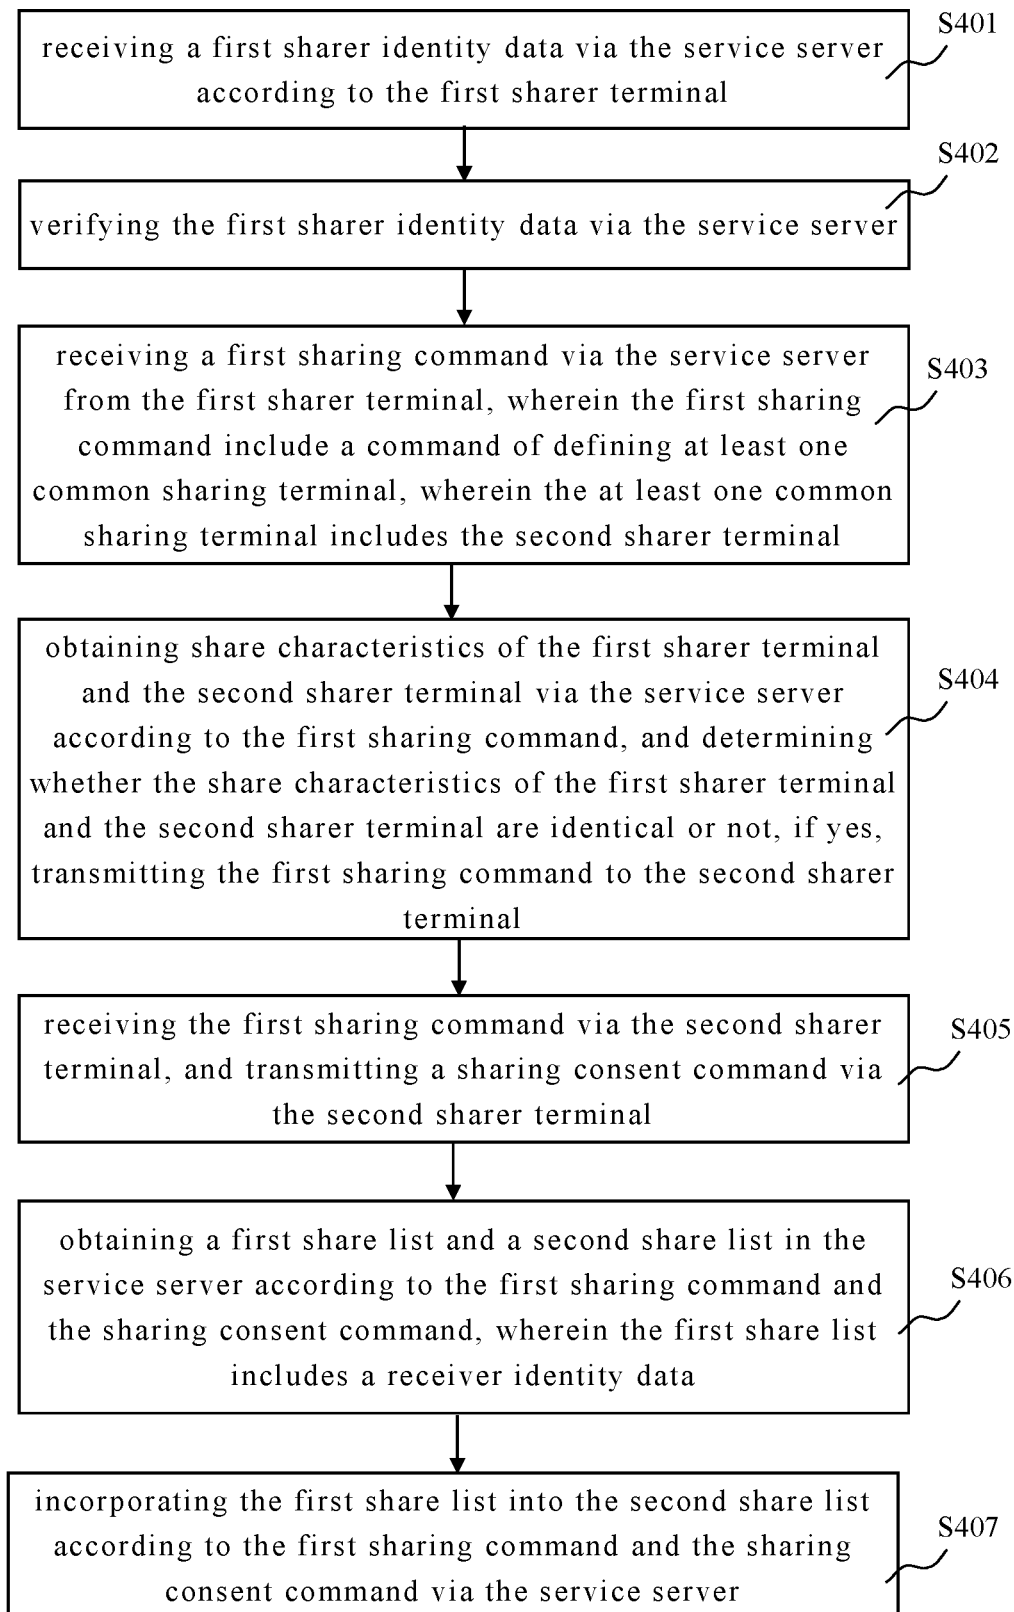 receiving a first sharer identity data via the service server
according to the first sharer terminal
S401
verifying the first sharer identity data via the service server
S402
receiving a first sharing command via the service server
from the first sharer terminal, wherein the first sharing
command include a command of defining at least one
common sharing terminal, wherein the at least one common
sharing terminal includes the second sharer terminal
S403
obtaining share characteristics of the first sharer terminal
and the second sharer terminal via the service server
according to the first sharing command, and determining
whether the share characteristics of the first sharer terminal
and the second sharer terminal are identical or not, if yes,
transmitting the first sharing command to the second sharer
terminal
S404
receiving the first sharing command via the second sharer
terminal, and transmitting a sharing consent command via
the second sharer terminal
S405
obtaining a first share list and a second share list in the
service server according to the first sharing command and
the sharing consent command, wherein the first share list
includes a receiver identity data
S406
incorporating the first share list into the second share list
according to the first sharing command and the sharing
consent command via the service server
S407